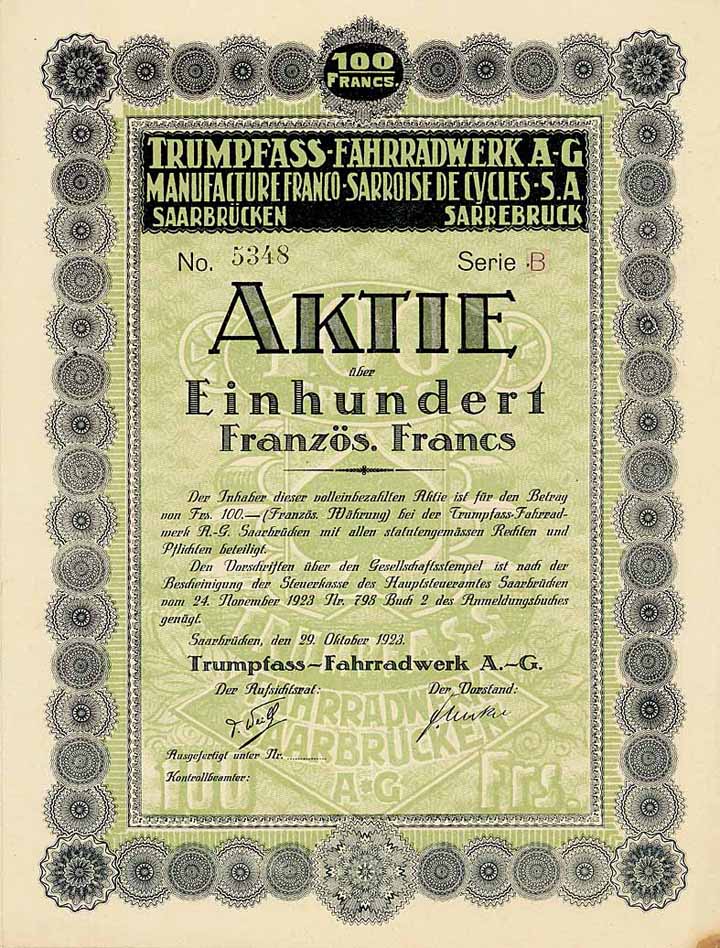 100
FRANCS.
TRUMPFASS-FAHRRADWERK A-G
MANUFACTURE FRANCO-SARROISE DE CYCLES-S.A
SAARBRÜCKEN SARREBRUCK
No. 5348 Serie B
AKTIE
über
Einhundert
Französ. Francs
Der Inhaber dieser volleinbezahlten Aktie ist für den Betrag
von Frs. 100.— (Französ. Währung) bei der Trumpfass-Fahrrad-
werk A.-G. Saarbrücken mit allen statutengemässen Rechten und
Pflichten beteiligt.
Den Vorschriften über den Gesellschaftsstempel ist nach der
Bescheinigung der Steuerkasse des Hauptsteueramtes Saarbrücken
vom 24. November 1923 Nr. 798 Buch 2 des Anmeldungsbuches
genügt.
Saarbrücken, den 29. Oktober 1923.
Trumpfass-Fahrradwerk A.-G.
Der Aufsichtsrat: Der Vorstand:
Ausgefertigt unter Nr. ............
Kontrollbeamter:
TRUMPFASS
FAHRRADWERK
SAARBRÜCKEN
A*G
100 Frs.